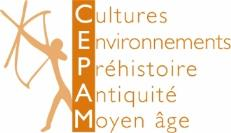 Cultures
Environnements
Préhistoire
Antiquité
Moyen âge